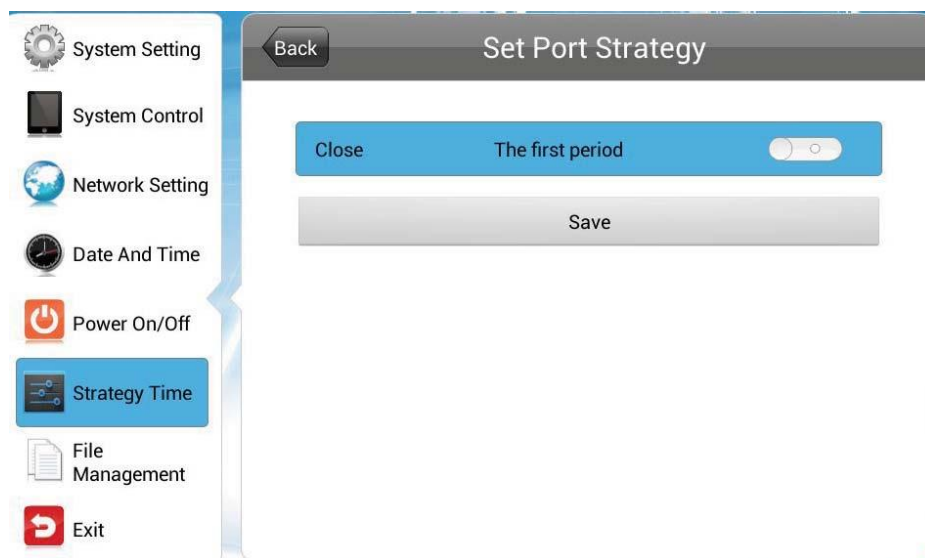 System Setting
System Control
Network Setting
Date And Time
Power On/Off
Strategy Time
File
Management
Exit
Back
Set Port Strategy
Close The first period
Save